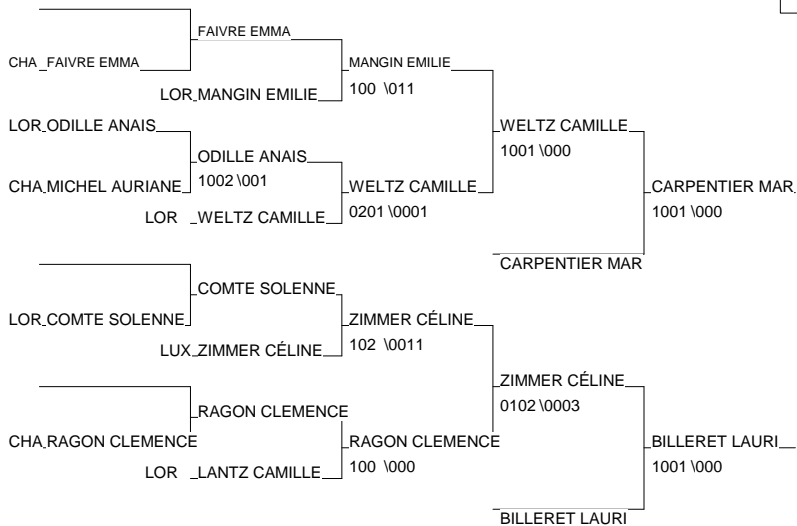 FAIVRE EMMA
CHA FAIVRE EMMA
MANGIN EMILIE
100 \011
LOR MANGIN EMILIE
LOR ODILLE ANAIS
WELTZ CAMILLE
1001 \000
ODILLE ANAIS
1002 \001
CHA MICHEL AURIANE
WELTZ CAMILLE
0201 \0001
CARPENTIER MAR
1001 \000
LOR WELTZ CAMILLE
CARPENTIER MAR
COMTE SOLENNE
LOR COMTE SOLENNE
ZIMMER CÉLINE
102 \0011
LUX ZIMMER CÉLINE
ZIMMER CÉLINE
0102 \0003
RAGON CLEMENCE
CHA RAGON CLEMENCE
RAGON CLEMENCE
100 \000
BILLERET LAURI
1001 \000
LOR LANTZ CAMILLE
BILLERET LAURI